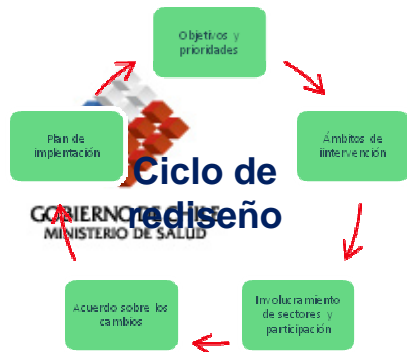 Objetivos y
prioridades
Ámbitos de
iintervención
Involucramiento
de sectores y
participación
Acuerdo sobre los
cambios
Plan de
implentación
Ciclo de
rediseño
GOBIERNO DE CHILE
MINISTERIO DE SALUD